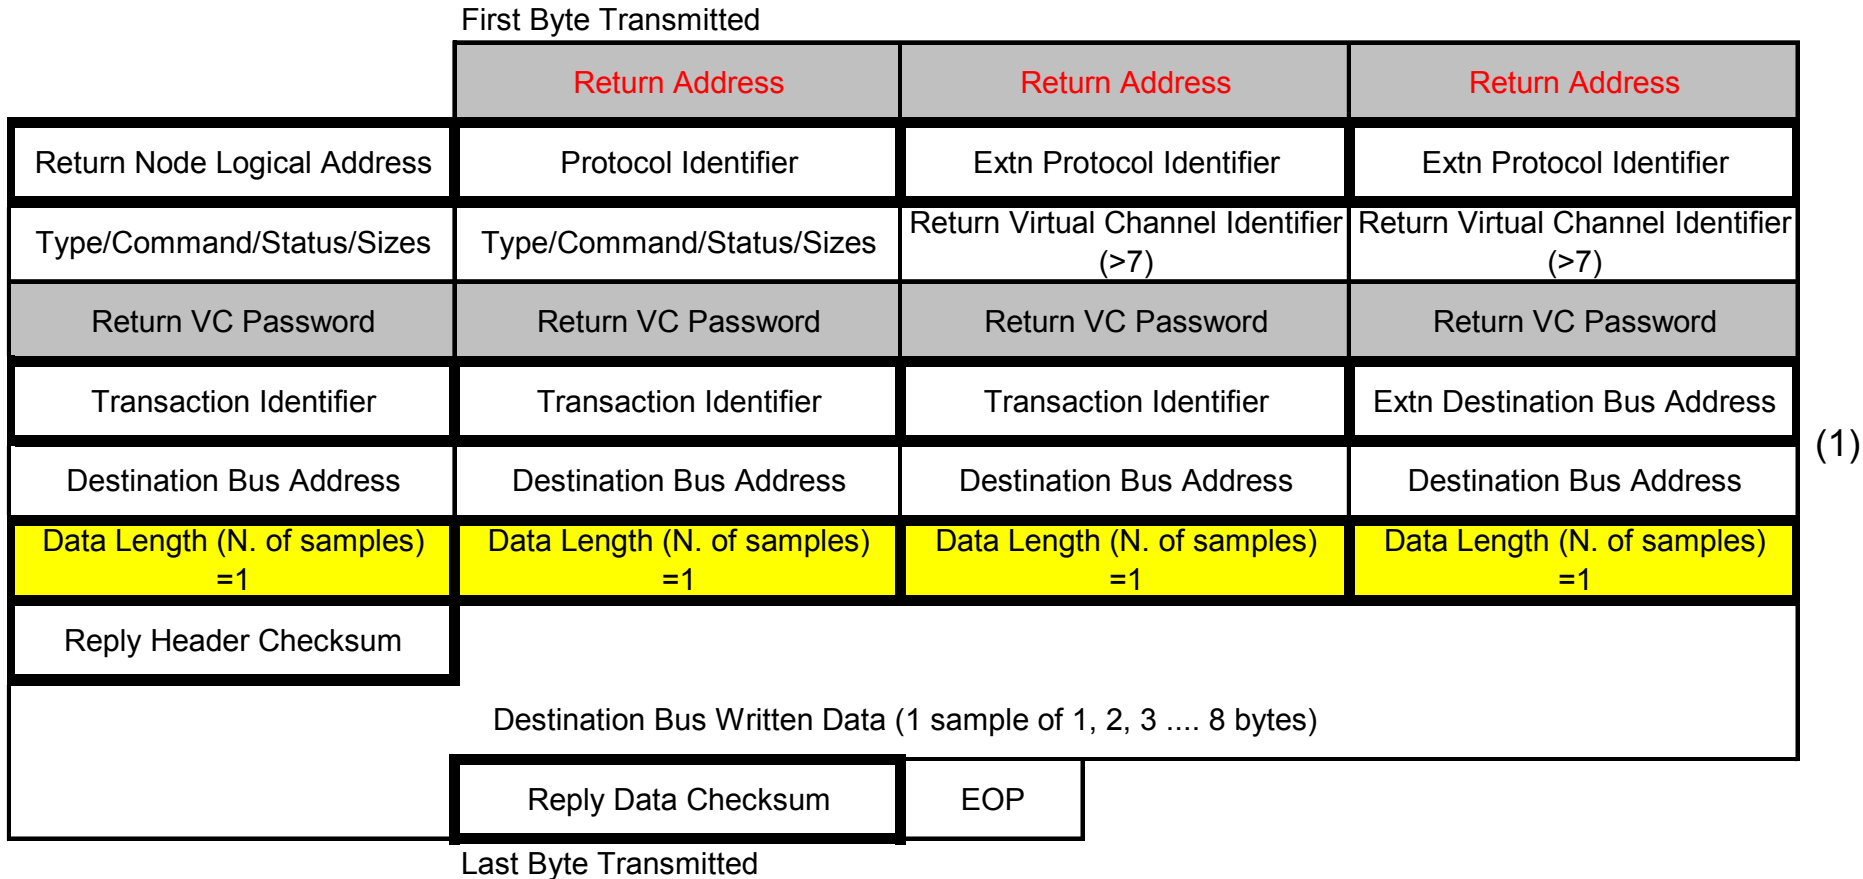 First Byte Transmitted
Return Address Return Address Return Address
Return Node Logical Address Protocol Identifier Extn Protocol Identifier Extn Protocol Identifier
Type/Command/Status/Sizes Type/Command/Status/Sizes Return Virtual Channel Identifier (>7) Return Virtual Channel Identifier (>7)
Return VC Password Return VC Password Return VC Password Return VC Password
Transaction Identifier Transaction Identifier Transaction Identifier Extn Destination Bus Address
(1)
Destination Bus Address Destination Bus Address Destination Bus Address Destination Bus Address
Data Length (N. of samples) =1 Data Length (N. of samples) =1 Data Length (N. of samples) =1 Data Length (N. of samples) =1
Reply Header Checksum
Destination Bus Written Data (1 sample of 1, 2, 3 .... 8 bytes)
Reply Data Checksum EOP
Last Byte Transmitted